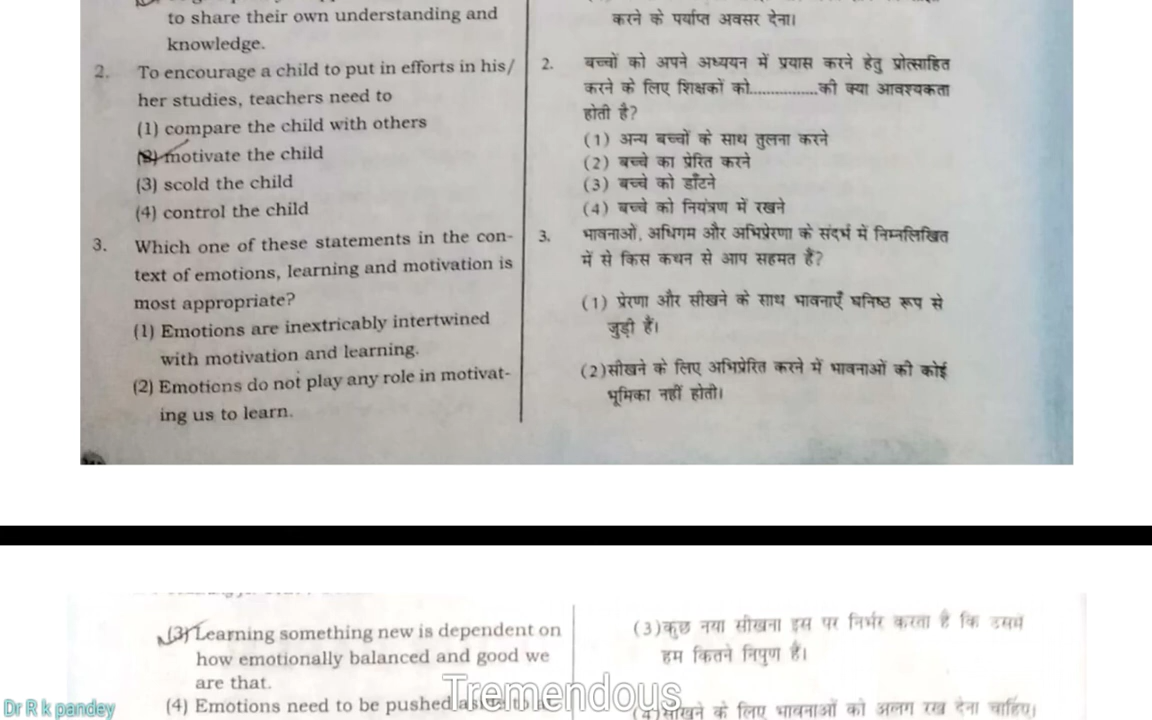 to share their own understanding and
knowledge.
2. To encourage a child to put in efforts in his/
her studies, teachers need to
(1) compare the child with others
(2) motivate the child
(3) scold the child
(4) control the child
3. Which one of these statements in the con-
text of emotions, learning and motivation is
most appropriate?
(1) Emotions are inextricably intertwined
with motivation and learning.
(2) Emotions do not play any role in motivat-
ing us to learn.
करने के पर्याप्त अवसर देना।
2. बच्चों को अपने अध्ययन में प्रयास करने हेतु प्रोत्साहित
करने के लिए शिक्षकों को................की क्या आवश्यकता
होती है?
(1) अन्य बच्चों के साथ तुलना करने
(2) बच्चे का प्रेरित करने
(3) बच्चे को डाँटने
(4) बच्चे को नियंत्रण में रखने
3. भावनाओं, अधिगम और अभिप्रेरणा के संदर्भ में निम्नलिखित
में से किस कथन से आप सहमत हैं?
(1) प्रेरणा और सीखने के साथ भावनाएँ घनिष्ठ रूप से
जुड़ी हैं।
(2)सीखने के लिए अभिप्रेरित करने में भावनाओं की कोई
भूमिका नहीं होती।
(3) Learning something new is dependent on
how emotionally balanced and good we
are that.
(4) Emotions need to be pushed
(3)कुछ नया सीखना इस पर निर्भर करता है कि उसमें
हम कितने निपुण हैं।
(4)सीखने के लिए भावनाओं को अलग रख देना चाहिए।
Tremendous
Dr R k pandey